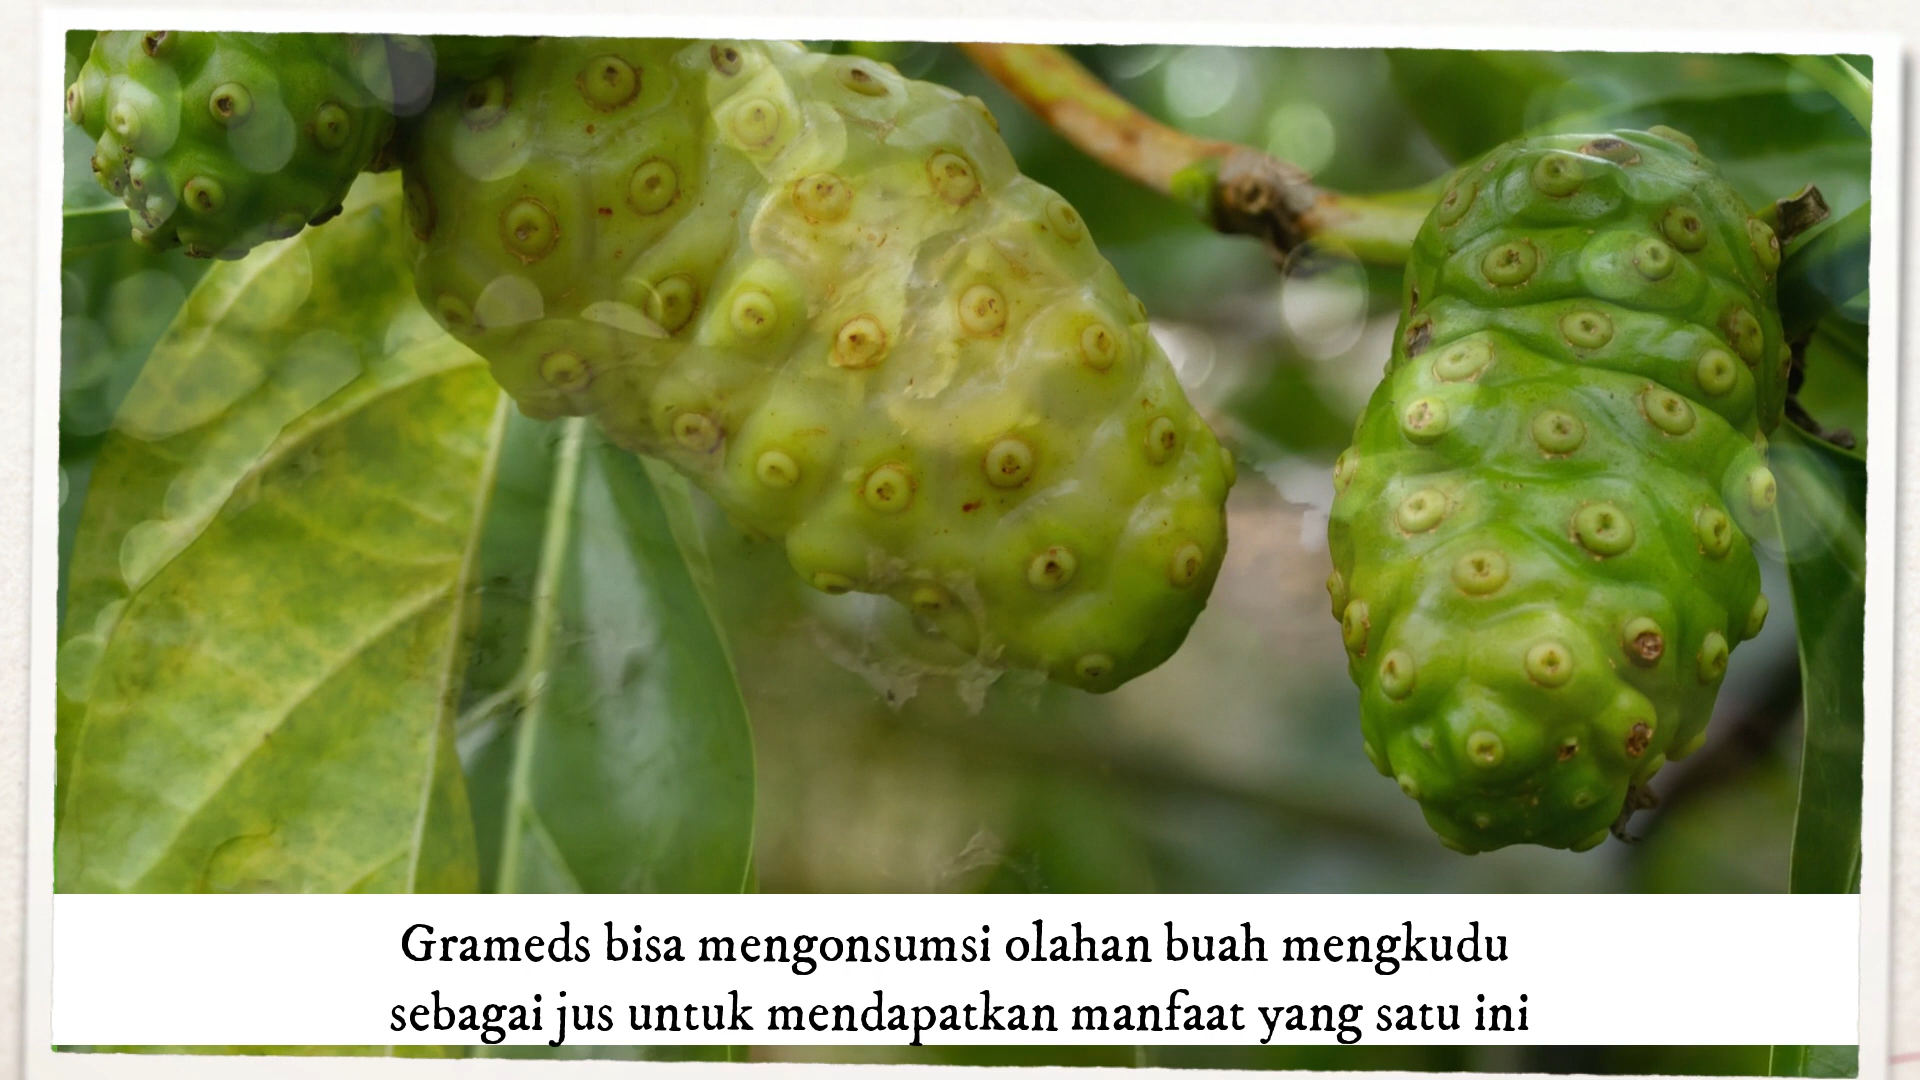 Grameds bisa mengonsumsi olahan buah mengkudu
sebagai jus untuk mendapatkan manfaat yang satu ini